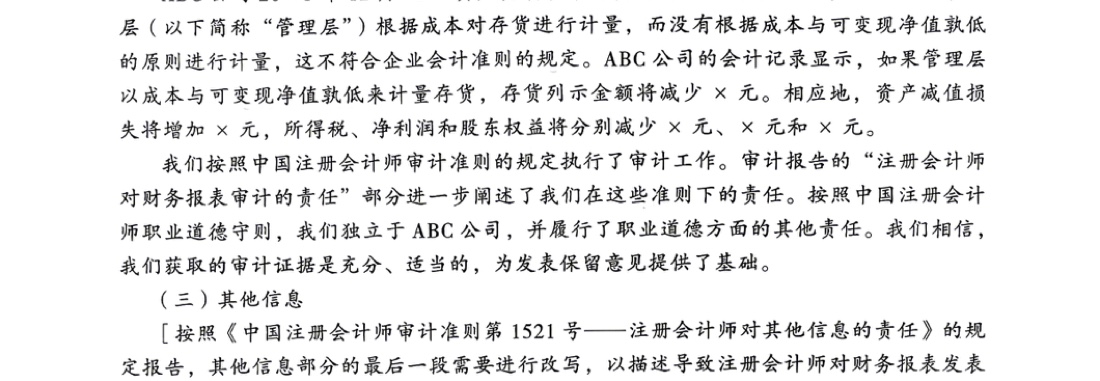 层（以下简称“管理层”）根据成本对存货进行计量，而没有根据成本与可变现净值孰低
的原则进行计量，这不符合企业会计准则的规定。ABC 公司的会计记录显示，如果管理层
以成本与可变现净值孰低来计量存货，存货列示金额将减少 × 元。相应地，资产减值损
失将增加 × 元，所得税、净利润和股东权益将分别减少 × 元、× 元和 × 元。
我们按照中国注册会计师审计准则的规定执行了审计工作。审计报告的“注册会计师
对财务报表审计的责任”部分进一步阐述了我们在这些准则下的责任。按照中国注册会计
师职业道德守则，我们独立于 ABC 公司，并履行了职业道德方面的其他责任。我们相信，
我们获取的审计证据是充分、适当的，为发表保留意见提供了基础。
（三）其他信息
［按照《中国注册会计师审计准则第 1521 号——注册会计师对其他信息的责任》的规
定报告，其他信息部分的最后一段需要进行改写，以描述导致注册会计师对财务报表发表